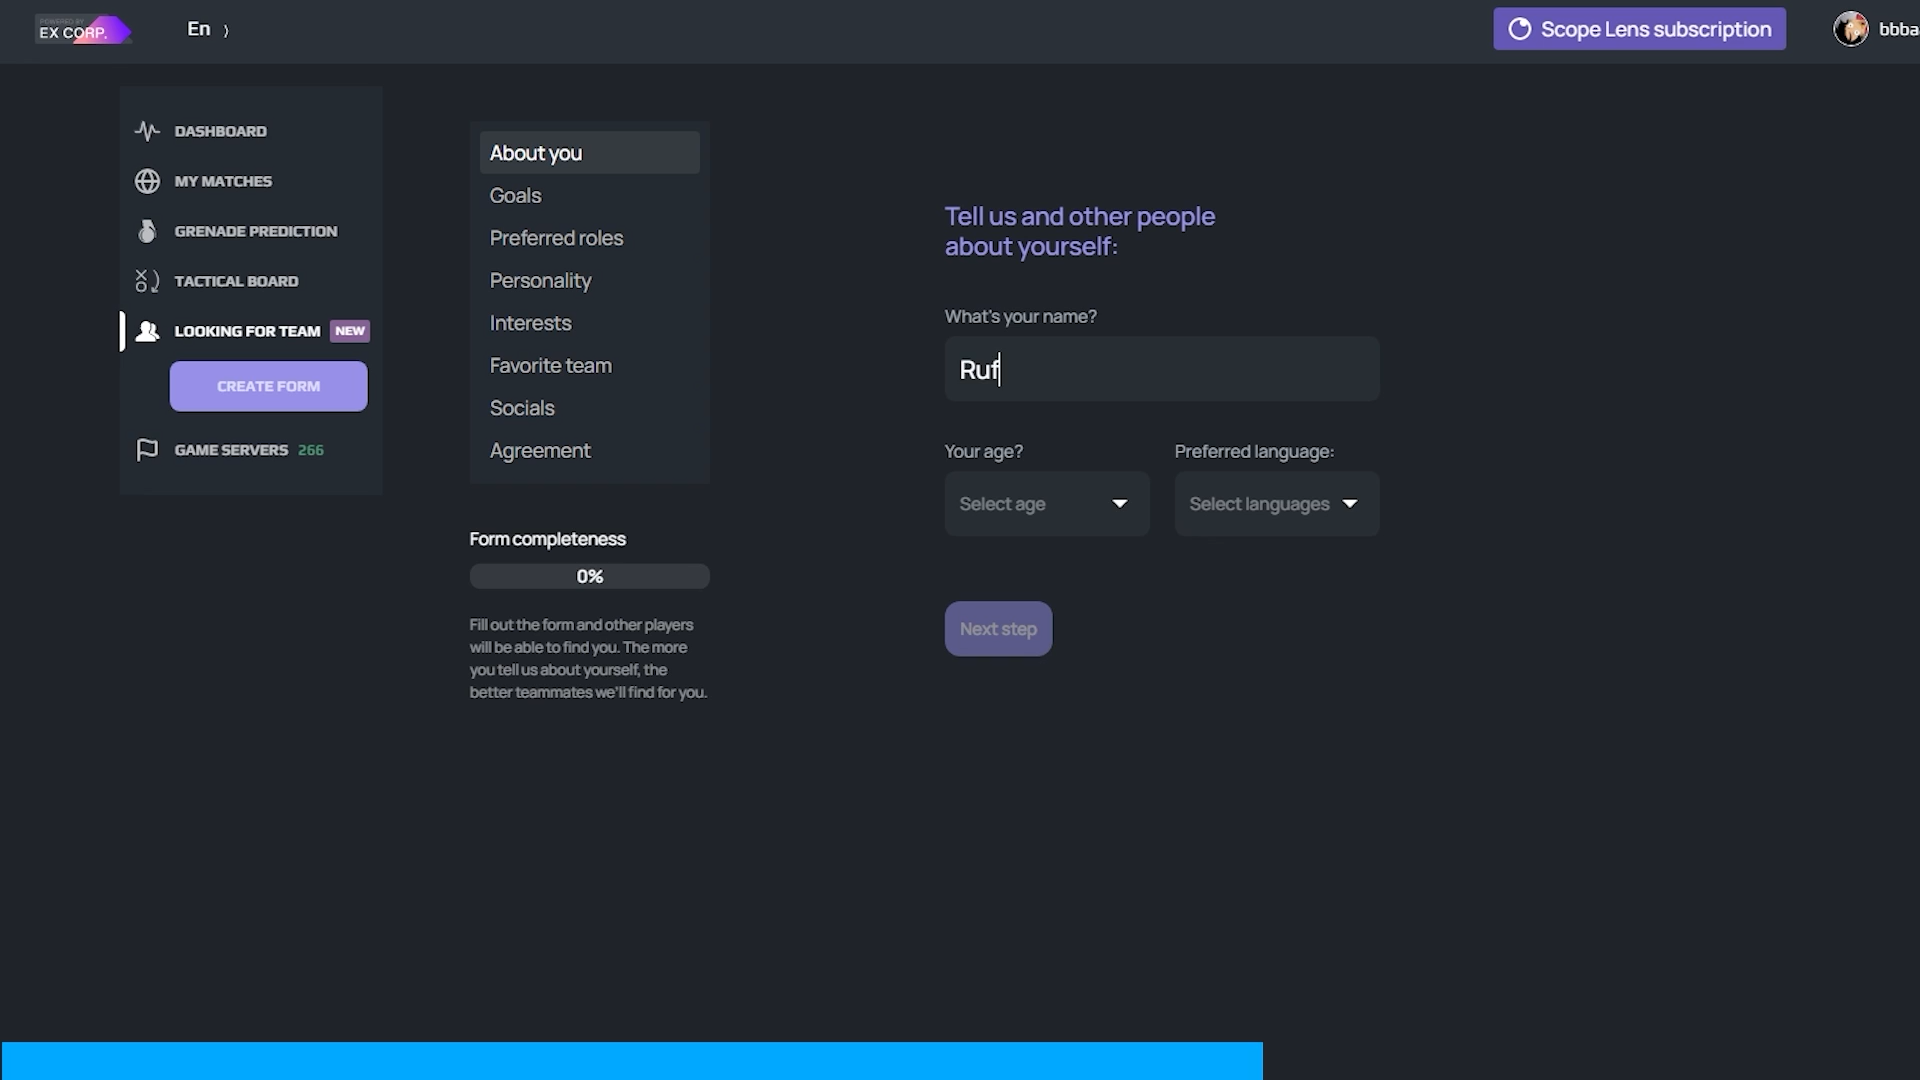 POWERED BY
EX CORP.
En
Scope Lens subscription
bbba
DASHBOARD
MY MATCHES
GRENADE PREDICTION
TACTICAL BOARD
LOOKING FOR TEAM NEW
CREATE FORM
GAME SERVERS 266
About you
Goals
Preferred roles
Personality
Interests
Favorite team
Socials
Agreement
Form completeness
0%
Fill out the form and other players
will be able to find you. The more
you tell us about yourself, the
better teammates we'll find for you.
Tell us and other people
about yourself:
What's your name?
Ruf
Your age?
Preferred language:
Select age
Select languages
Next step